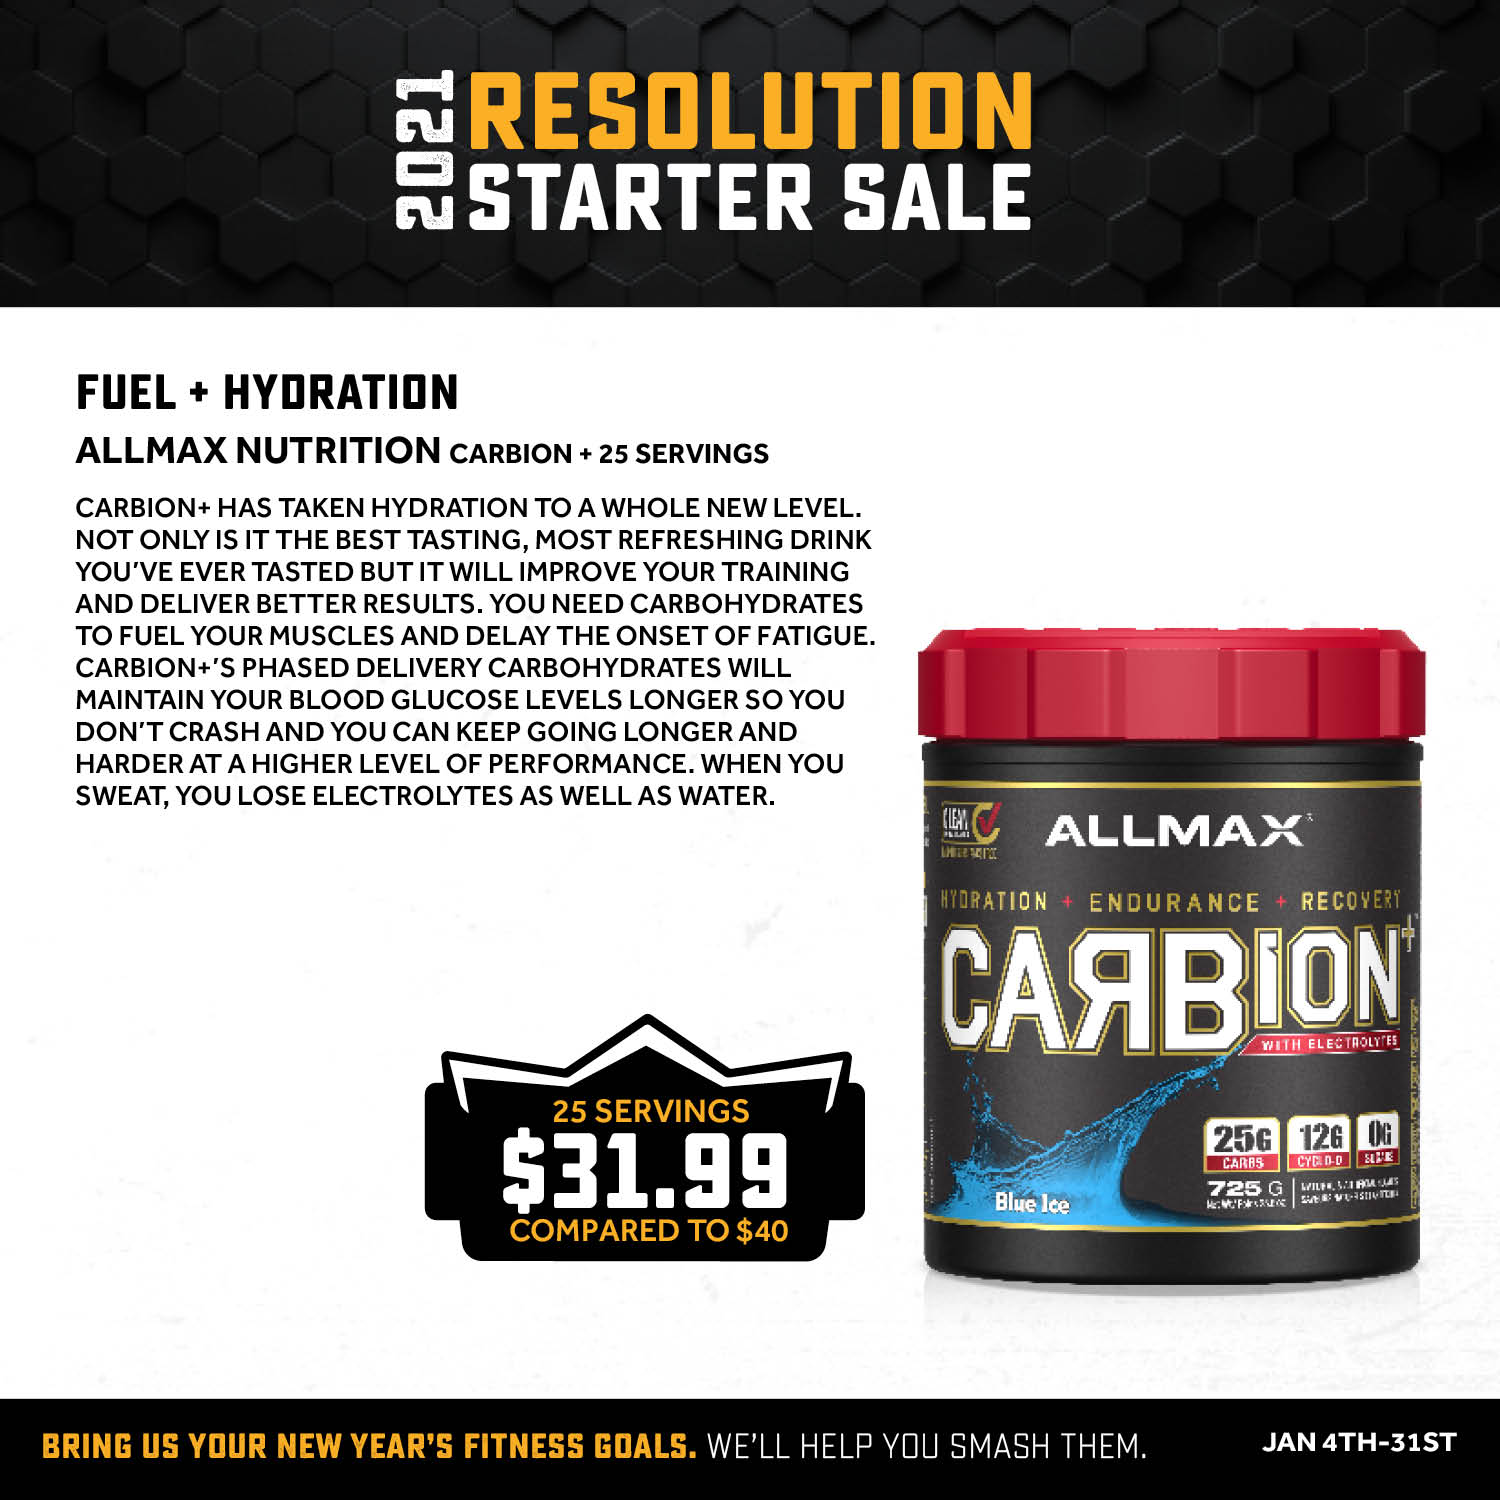 2021
RESOLUTION
STARTER SALE
FUEL + HYDRATION
ALLMAX NUTRITION CARBION + 25 SERVINGS
CARBION+ HAS TAKEN HYDRATION TO A WHOLE NEW LEVEL.
NOT ONLY IS IT THE BEST TASTING, MOST REFRESHING DRINK
YOU'VE EVER TASTED BUT IT WILL IMPROVE YOUR TRAINING
AND DELIVER BETTER RESULTS. YOU NEED CARBOHYDRATES
TO FUEL YOUR MUSCLES AND DELAY THE ONSET OF FATIGUE.
CARBION+'S PHASED DELIVERY CARBOHYDRATES WILL
MAINTAIN YOUR BLOOD GLUCOSE LEVELS LONGER SO YOU
DON'T CRASH AND YOU CAN KEEP GOING LONGER AND
HARDER AT A HIGHER LEVEL OF PERFORMANCE. WHEN YOU
SWEAT, YOU LOSE ELECTROLYTES AS WELL AS WATER.
25 SERVINGS
$31.99
COMPARED TO $40
ALLMAX
HYDRATION + ENDURANCE + RECOVERY
CARBION+
WITH ELECTROLYTES
25G
CARBS
12G
CYCLO-D
0G
SUGARS
725 G
Blue Ice
BRING US YOUR NEW YEAR'S FITNESS GOALS. WE'LL HELP YOU SMASH THEM.
JAN 4TH-31ST